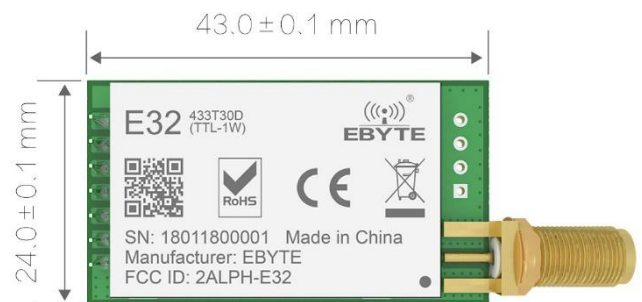 43.0 ± 0.1 mm
24.0 ± 0.1 mm
E32 433T30D
(TTL-1W)
EBYTE
RoHS
CE
SN: 18011800001 Made in China
Manufacturer: EBYTE
FCC ID: 2ALPH-E32